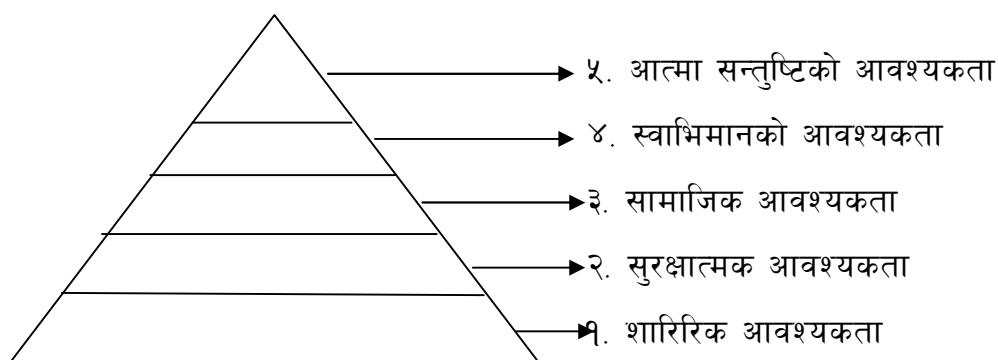 ५. आत्मा सन्तुष्टिको आवश्यकता
४. स्वाभिमानको आवश्यकता
३. सामाजिक आवश्यकता
२. सुरक्षात्मक आवश्यकता
१. शारिरिक आवश्यकता